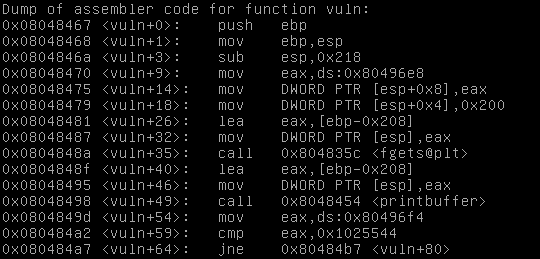 Dump of assembler code for function vuln:
0x08048467 <vuln+0>:     push   ebp
0x08048468 <vuln+1>:     mov    ebp,esp
0x0804846a <vuln+3>:     sub    esp,0x218
0x08048470 <vuln+9>:     mov    eax,ds:0x80496e8
0x08048475 <vuln+14>:    mov    DWORD PTR [esp+0x8],eax
0x08048479 <vuln+18>:    mov    DWORD PTR [esp+0x4],0x200
0x08048481 <vuln+26>:    lea    eax,[ebp-0x208]
0x08048487 <vuln+32>:    mov    DWORD PTR [esp],eax
0x0804848a <vuln+35>:    call   0x804835c <fgets@plt>
0x0804848f <vuln+40>:    lea    eax,[ebp-0x208]
0x08048495 <vuln+46>:    mov    DWORD PTR [esp],eax
0x08048498 <vuln+49>:    call   0x8048454 <printbuffer>
0x0804849d <vuln+54>:    mov    eax,ds:0x80496f4
0x080484a2 <vuln+59>:    cmp    eax,0x1025544
0x080484a7 <vuln+64>:    jne    0x80484b7 <vuln+80>